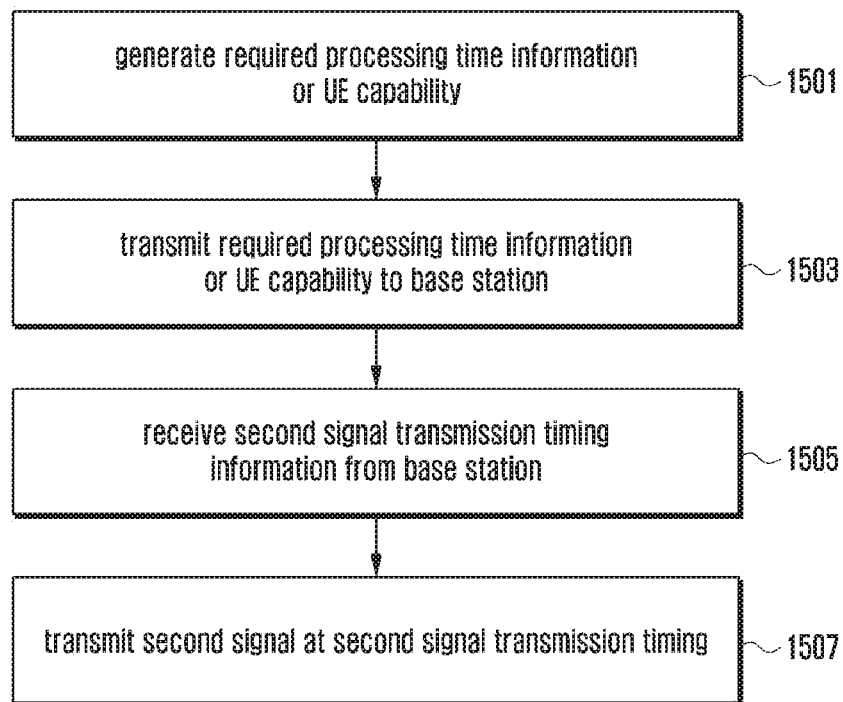 generate required processing time information
or UE capability
1501
transmit required processing time information
or UE capability to base station
1503
receive second signal transmission timing
information from base station
1505
transmit second signal at second signal transmission timing
1507